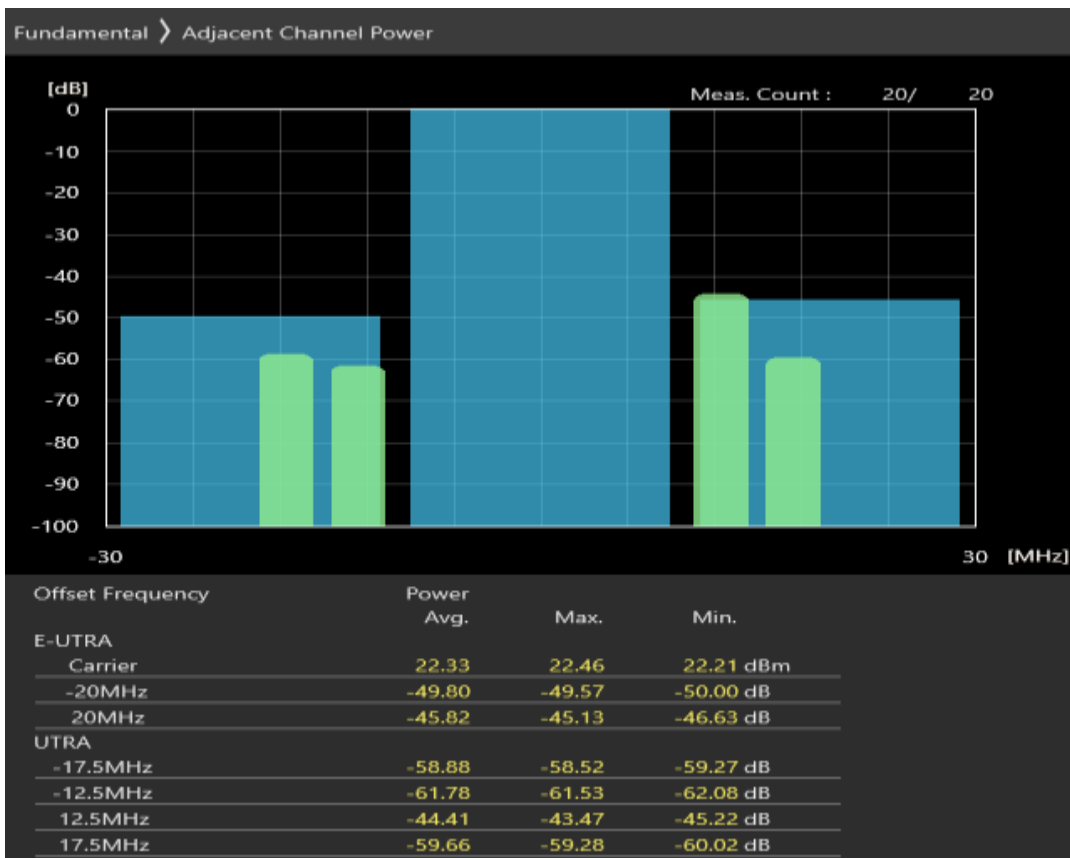 Fundamental ❯ Adjacent Channel Power
[dB]
Meas. Count : 20/ 20
0
-10
-20
-30
-40
-50
-60
-70
-80
-90
-100
-30 30 [MHz]
Offset Frequency Power
Avg. Max. Min.
E-UTRA
Carrier 22.33 22.46 22.21 dBm
-20MHz -49.80 -49.57 -50.00 dB
20MHz -45.82 -45.13 -46.63 dB
UTRA
-17.5MHz -58.88 -58.52 -59.27 dB
-12.5MHz -61.78 -61.53 -62.08 dB
12.5MHz -44.41 -43.47 -45.22 dB
17.5MHz -59.66 -59.28 -60.02 dB